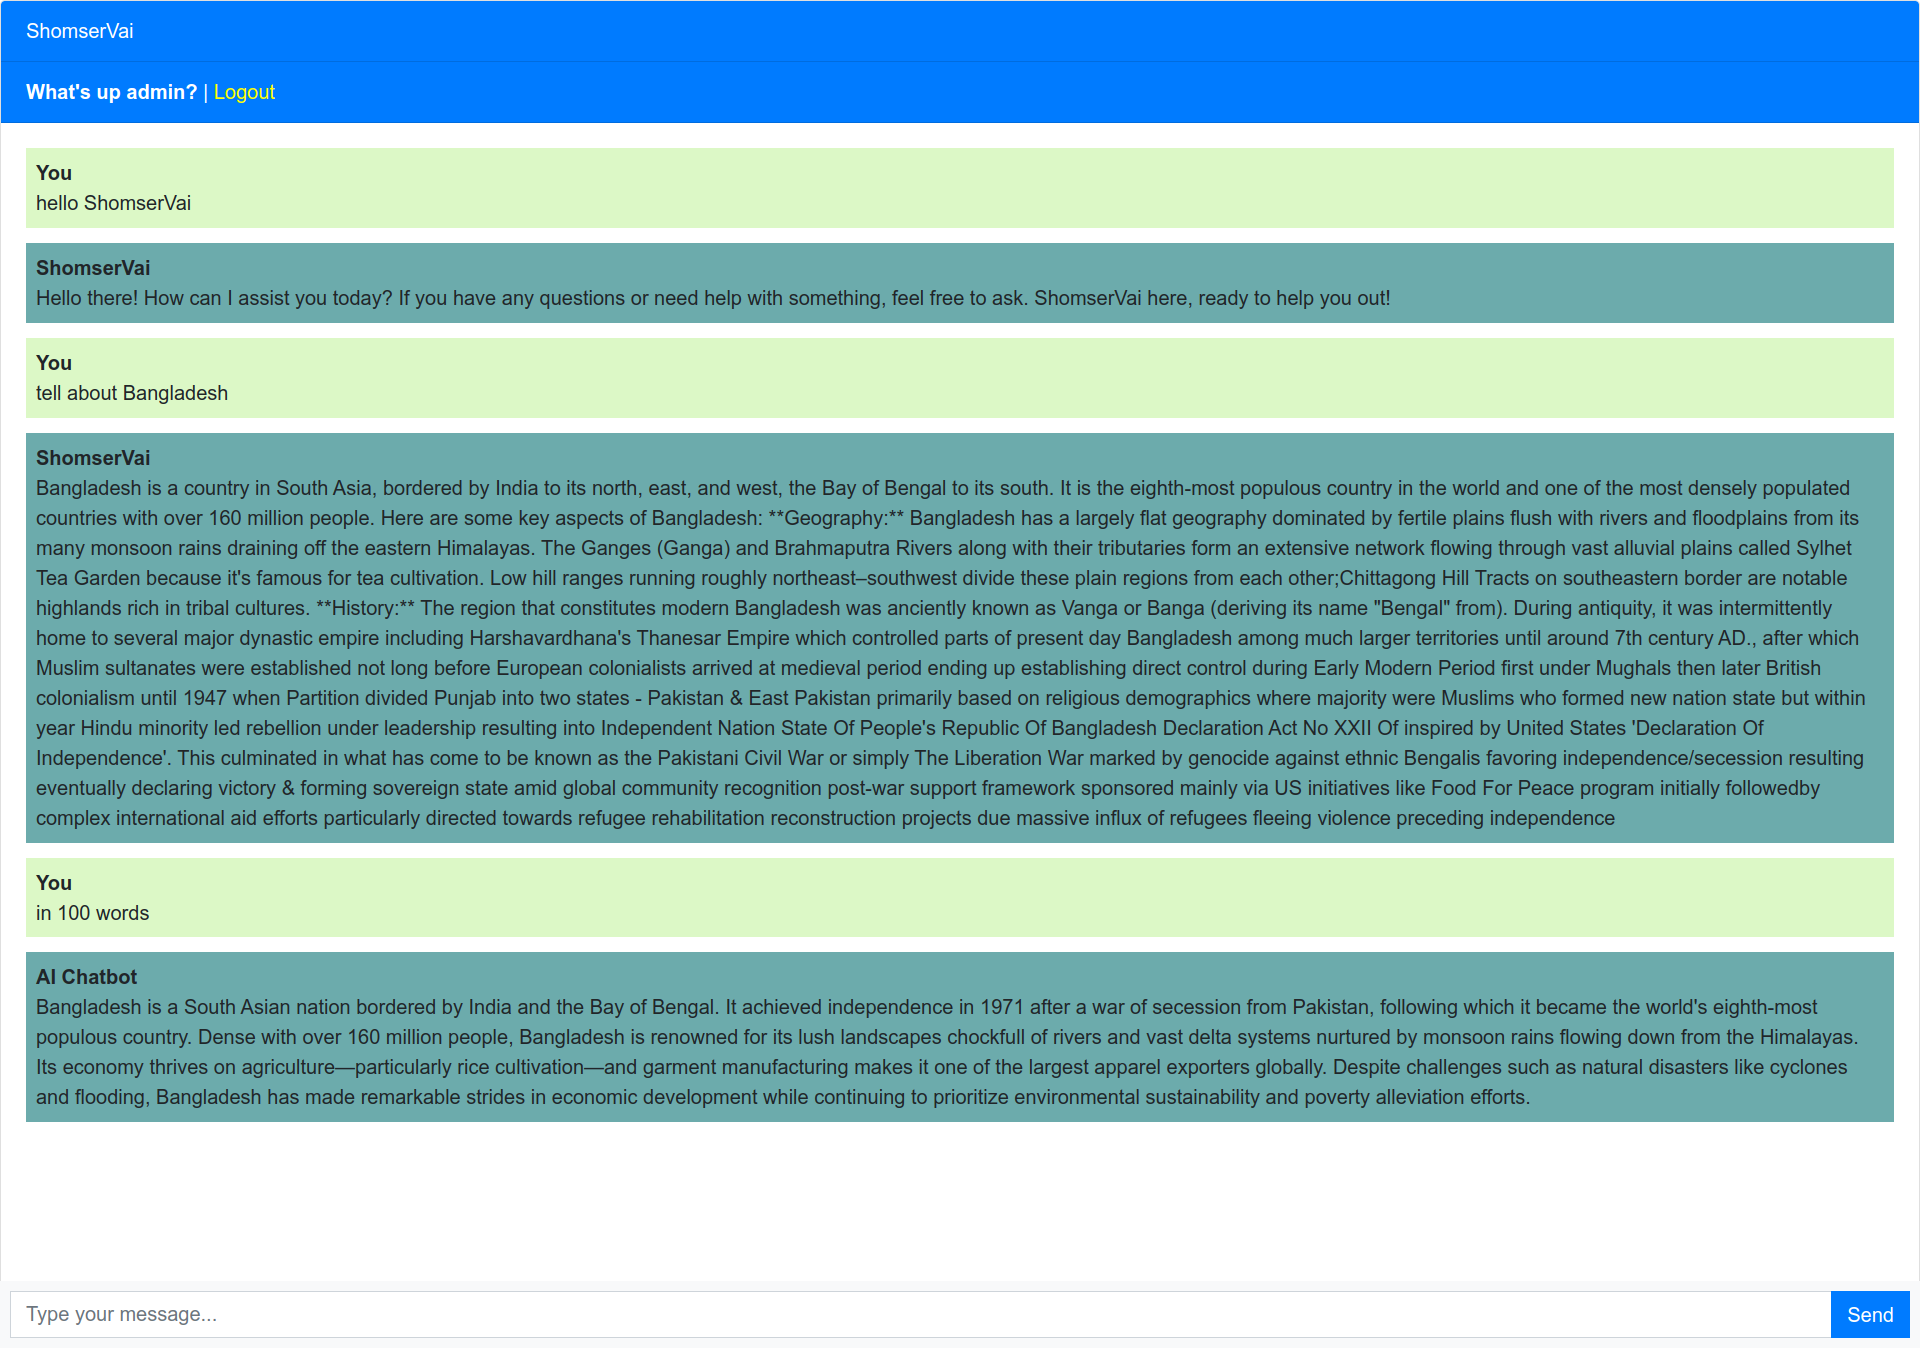 ShomserVai
What's up admin? | Logout
You
hello ShomserVai
ShomserVai
Hello there! How can I assist you today? If you have any questions or need help with something, feel free to ask. ShomserVai here, ready to help you out!
You
tell about Bangladesh
ShomserVai
Bangladesh is a country in South Asia, bordered by India to its north, east, and west, the Bay of Bengal to its south. It is the eighth-most populous country in the world and one of the most densely populated
countries with over 160 million people. Here are some key aspects of Bangladesh: **Geography:** Bangladesh has a largely flat geography dominated by fertile plains flush with rivers and floodplains from its
many monsoon rains draining off the eastern Himalayas. The Ganges (Ganga) and Brahmaputra Rivers along with their tributaries form an extensive network flowing through vast alluvial plains called Sylhet
Tea Garden because it's famous for tea cultivation. Low hill ranges running roughly northeast–southwest divide these plain regions from each other;Chittagong Hill Tracts on southeastern border are notable
highlands rich in tribal cultures. **History:** The region that constitutes modern Bangladesh was anciently known as Vanga or Banga (deriving its name "Bengal" from). During antiquity, it was intermittently
home to several major dynastic empire including Harshavardhana's Thanesar Empire which controlled parts of present day Bangladesh among much larger territories until around 7th century AD., after which
Muslim sultanates were established not long before European colonialists arrived at medieval period ending up establishing direct control during Early Modern Period first under Mughals then later British
colonialism until 1947 when Partition divided Punjab into two states - Pakistan & East Pakistan primarily based on religious demographics where majority were Muslims who formed new nation state but within
year Hindu minority led rebellion under leadership resulting into Independent Nation State Of People's Republic Of Bangladesh Declaration Act No XXII Of inspired by United States 'Declaration Of
Independence'. This culminated in what has come to be known as the Pakistani Civil War or simply The Liberation War marked by genocide against ethnic Bengalis favoring independence/secession resulting
eventually declaring victory & forming sovereign state amid global community recognition post-war support framework sponsored mainly via US initiatives like Food For Peace program initially followedby
complex international aid efforts particularly directed towards refugee rehabilitation reconstruction projects due massive influx of refugees fleeing violence preceding independence
You
in 100 words
AI Chatbot
Bangladesh is a South Asian nation bordered by India and the Bay of Bengal. It achieved independence in 1971 after a war of secession from Pakistan, following which it became the world's eighth-most
populous country. Dense with over 160 million people, Bangladesh is renowned for its lush landscapes chockfull of rivers and vast delta systems nurtured by monsoon rains flowing down from the Himalayas.
Its economy thrives on agriculture—particularly rice cultivation—and garment manufacturing makes it one of the largest apparel exporters globally. Despite challenges such as natural disasters like cyclones
and flooding, Bangladesh has made remarkable strides in economic development while continuing to prioritize environmental sustainability and poverty alleviation efforts.
Type your message...
Send